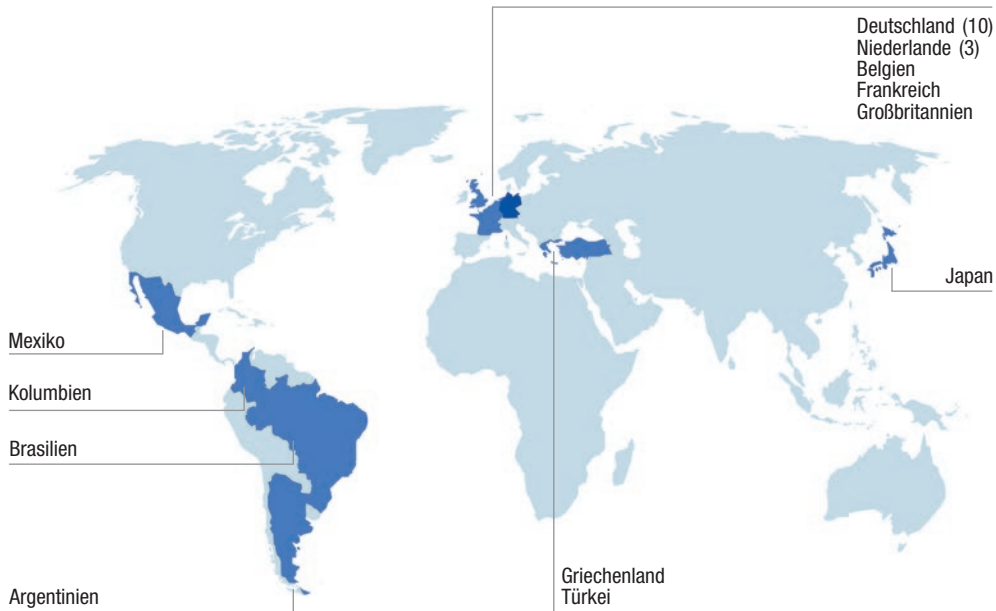 Deutschland (10)
Niederlande (3)
Belgien
Frankreich
Großbritannien
Japan
Mexiko
Kolumbien
Brasilien
Argentinien
Griechenland
Türkei